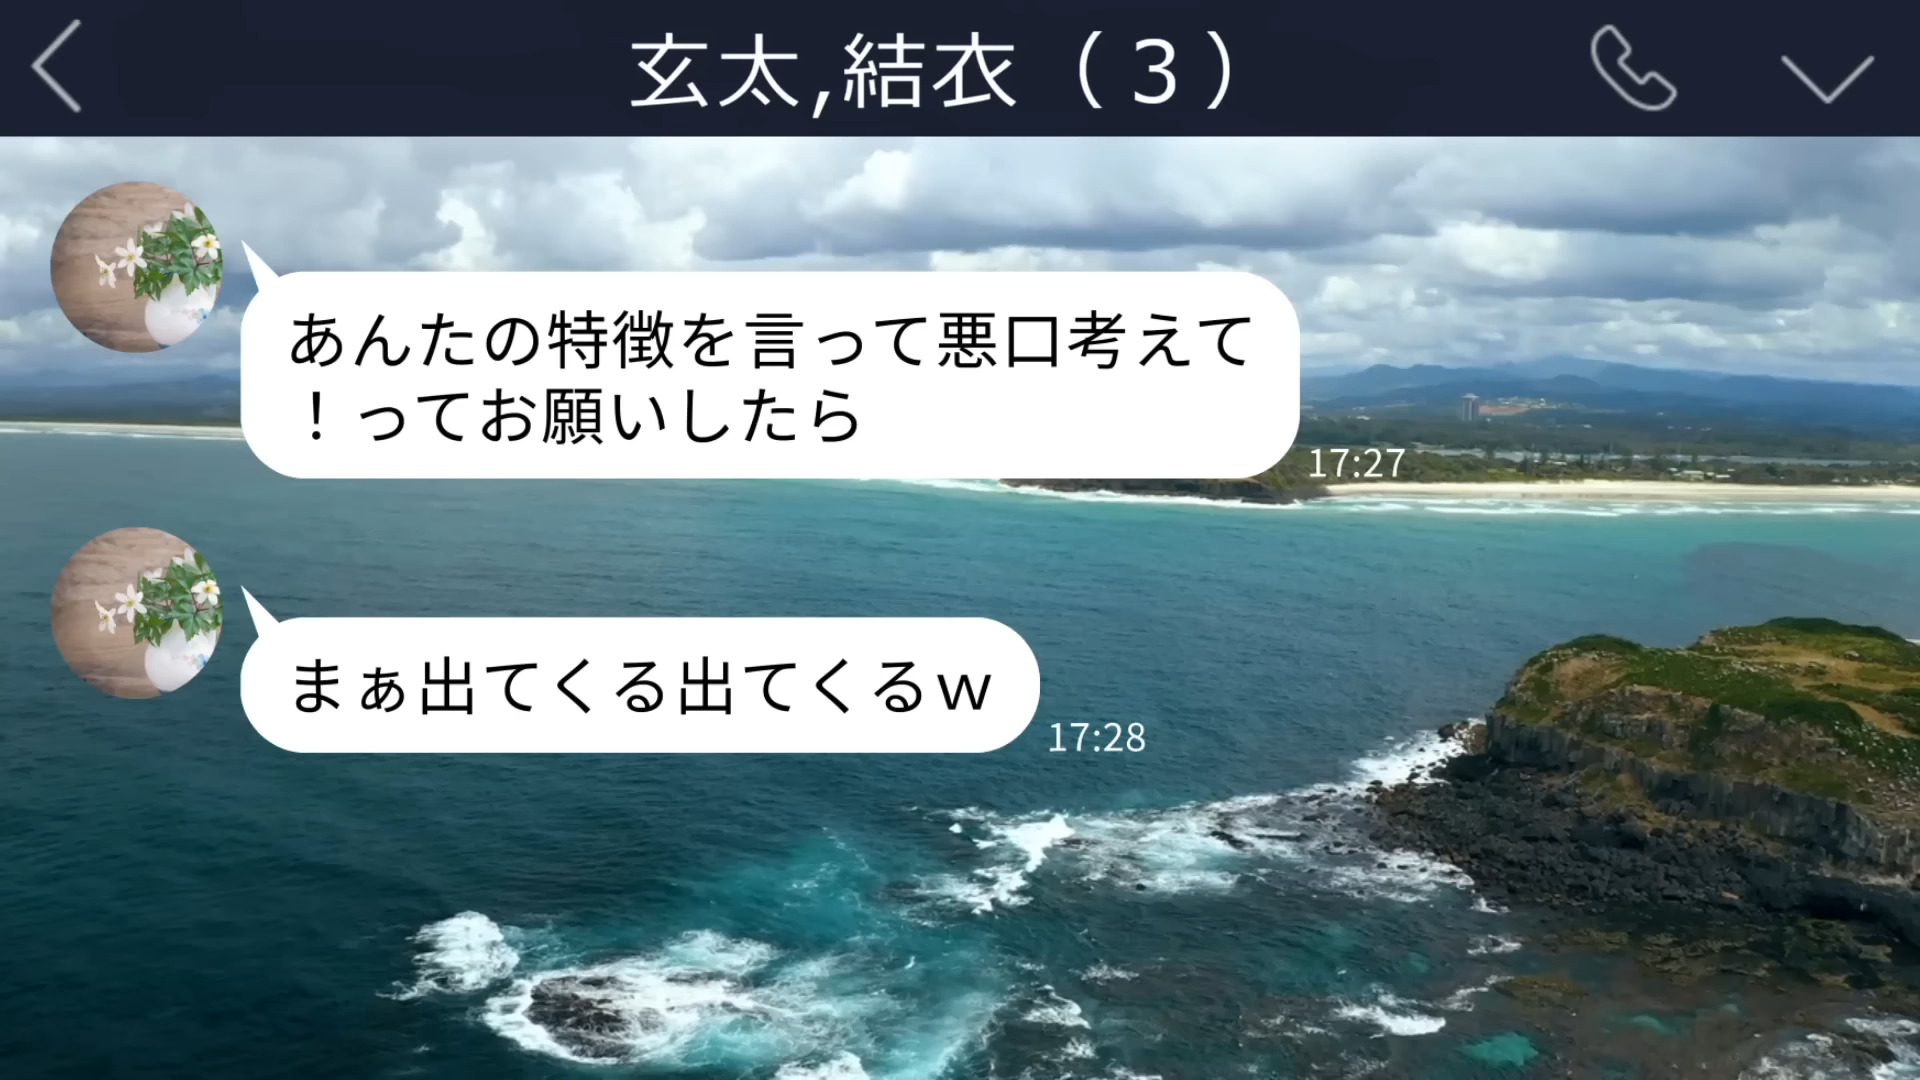 玄太,結衣（３）
あんたの特徴を言って悪口考えて
！ってお願いしたら
17:27
まぁ出てくる出てくるｗ
17:28